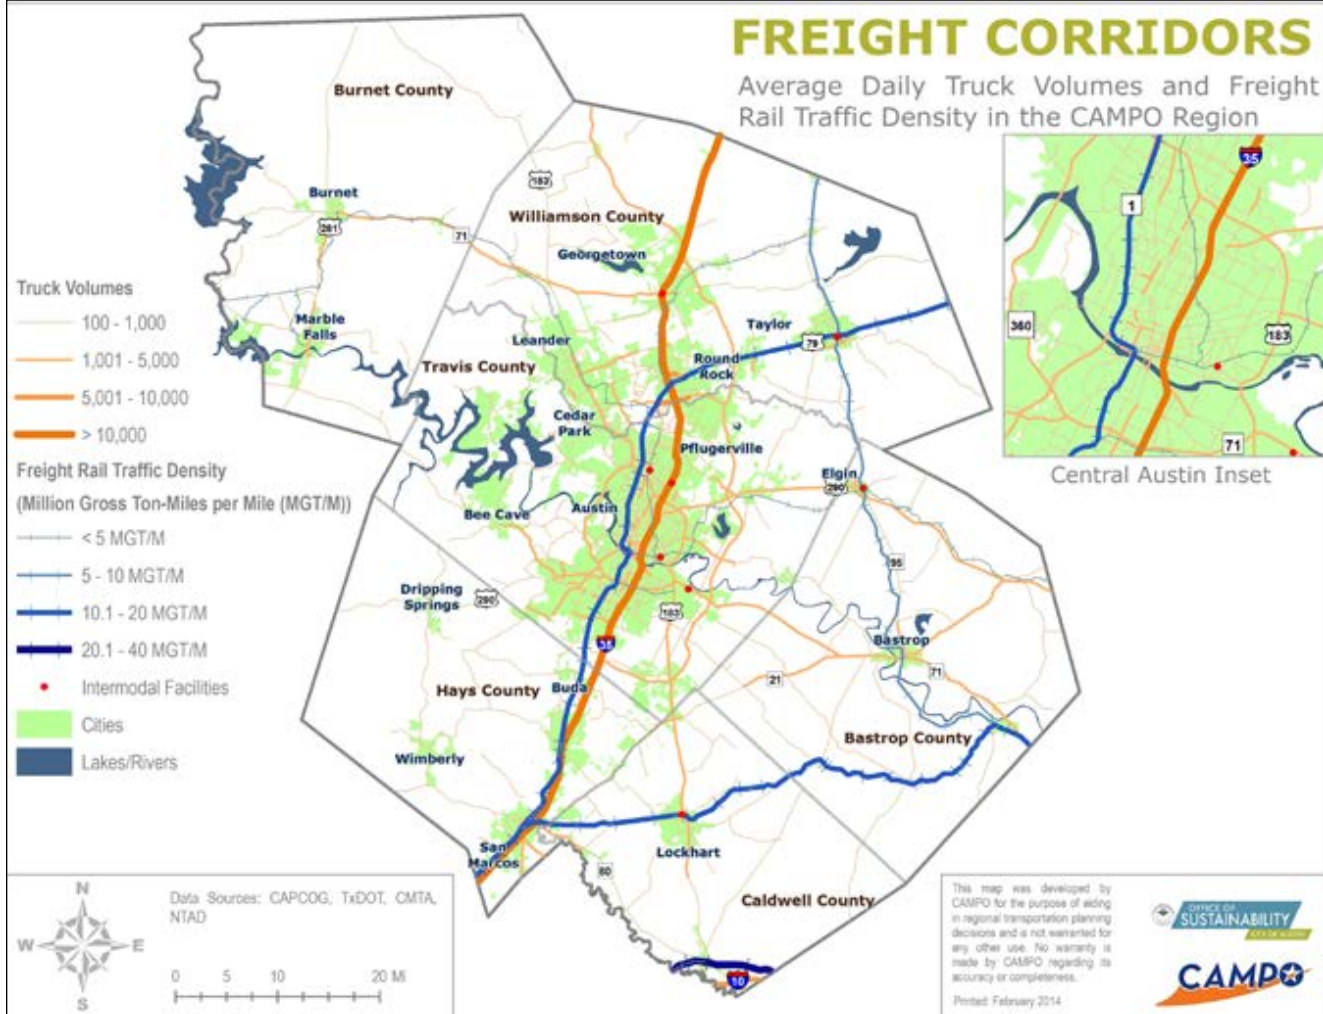 FREIGHT CORRIDORS
Average Daily Truck Volumes and Freight
Rail Traffic Density in the CAMPO Region
Burnet County
Burnet
281
183
Williamson County
71
Georgetown
Truck Volumes
100 - 1,000
1,001 - 5,000
5,001 - 10,000
> 10,000
Freight Rail Traffic Density
(Million Gross Ton-Miles per Mile (MGT/M))
< 5 MGT/M
5 - 10 MGT/M
10.1 - 20 MGT/M
20.1 - 40 MGT/M
Intermodal Facilities
Cities
Lakes/Rivers
Marble
Falls
Leander
Taylor
79
Round
Rock
Travis County
Cedar
Park
Pflugerville
Elgin
290
Bee Cave
Austin
95
Dripping
Springs
290
183
35
Bastrop
71
21
Hays County
Buda
Bastrop County
Wimberly
San
Marcos
Lockhart
80
Caldwell County
10
35
1
360
183
71
Central Austin Inset
N
W
E
S
Data Sources: CAPCOG, TxDOT, CMTA,
NTAD
0 5 10 20 Mi
This map was developed by
CAMPO for the purpose of aiding
in regional transportation planning
decisions and is not warranted for
any other use. No warranty is
made by CAMPO regarding its
accuracy or completeness.
Printed: February 2014
OFFICE OF
SUSTAINABILITY
CITY OF AUSTIN
CAMPO